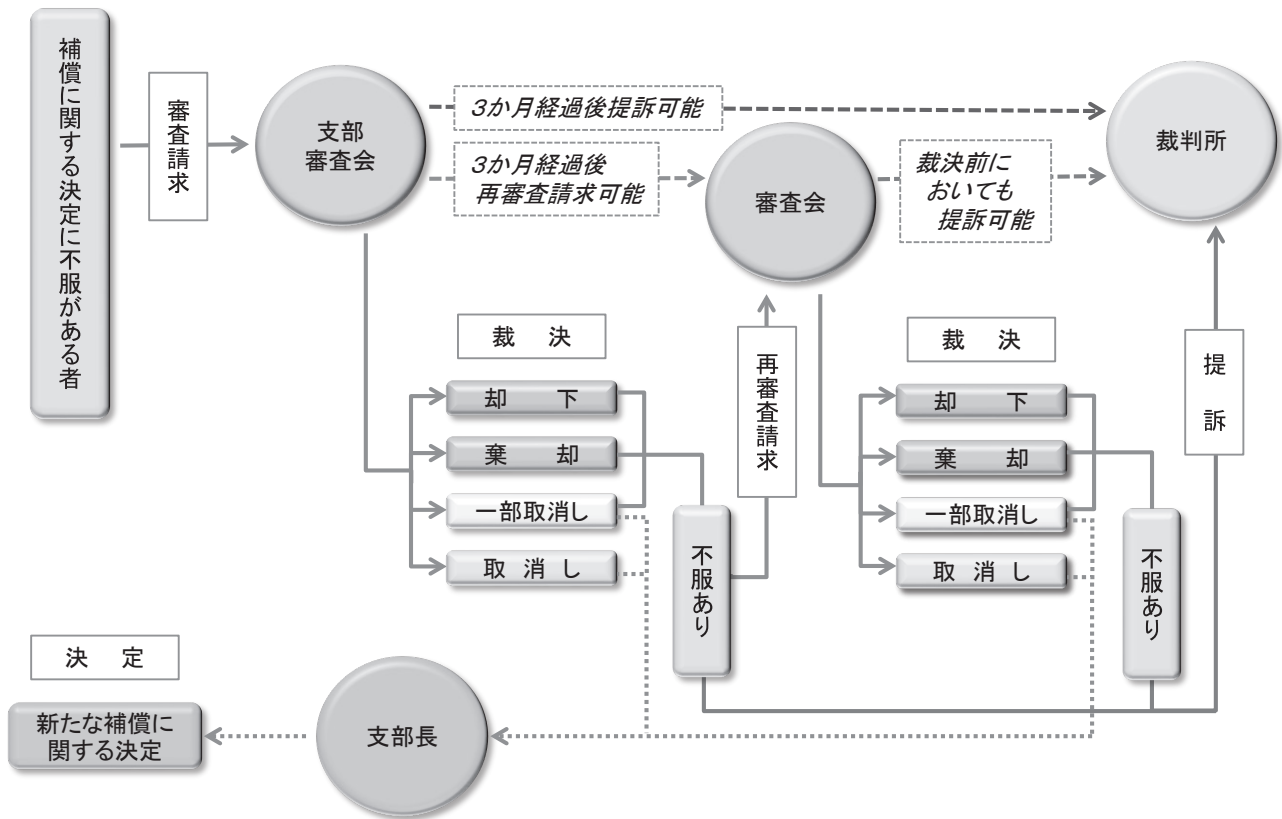 補償に関する決定に不服がある者
審査請求
支部
審査会
3か月経過後提訴可能
3か月経過後
再審査請求可能
審査会
裁決前に
おいても
提訴可能
裁判所
裁　決
却　下
棄　却
一部取消し
取 消 し
不服あり
再審査請求
裁　決
却　下
棄　却
一部取消し
取 消 し
不服あり
提　訴
決　定
新たな補償に
関する決定
支部長